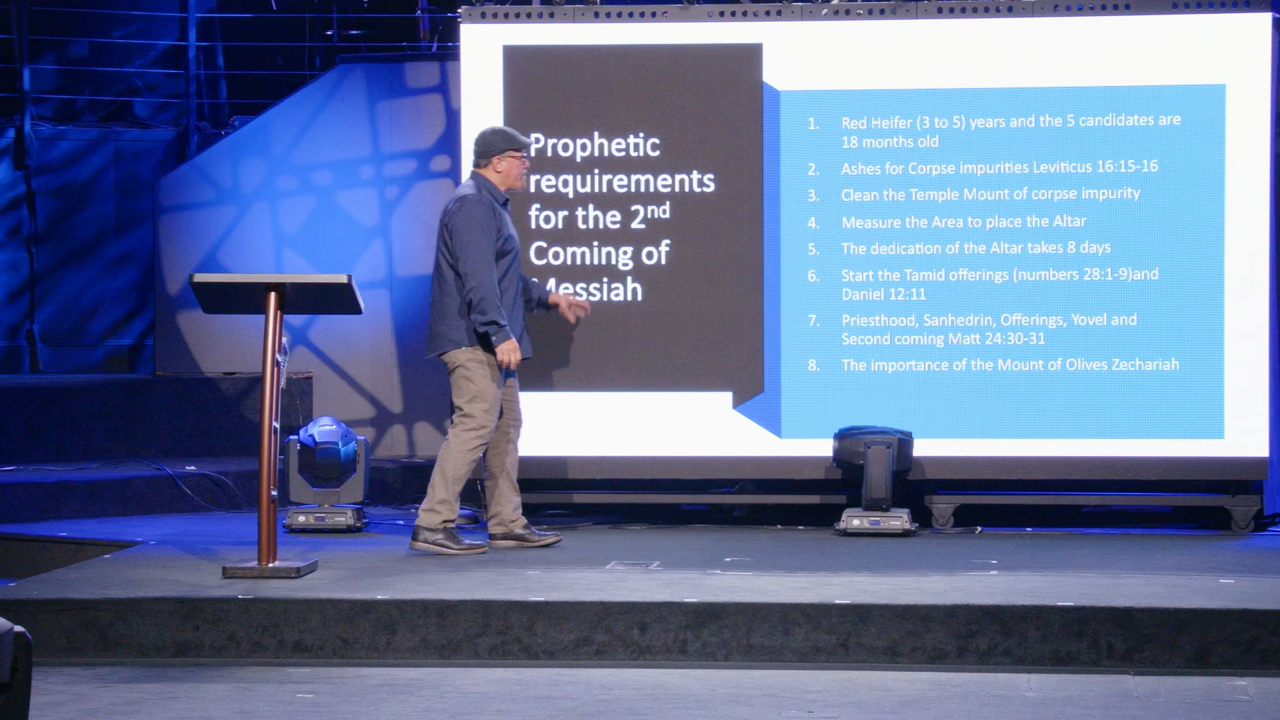 Prophetic
requirements
for the 2nd
Coming of
Messiah
1. Red Heifer (3 to 5) years and the 5 candidates are
18 months old
2. Ashes for Corpse impurities Leviticus 16:15-16
3. Clean the Temple Mount of corpse impurity
4. Measure the Area to place the Altar
5. The dedication of the Altar takes 8 days
6. Start the Tamid offerings (numbers 28:1-9)and
Daniel 12:11
7. Priesthood, Sanhedrin, Offerings, Yovel and
Second coming Matt 24:30-31
8. The importance of the Mount of Olives Zechariah